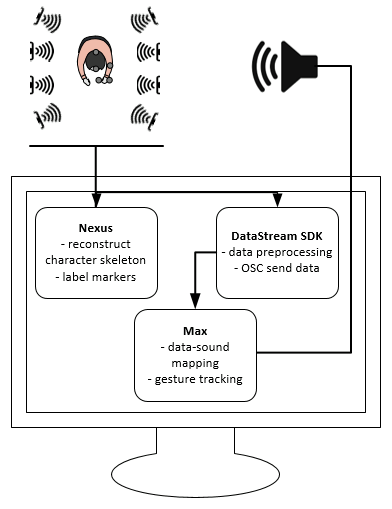 Nexus
- reconstruct
character skeleton
- label markers
DataStream SDK
- data preprocessing
- OSC send data
Max
- data-sound
mapping
- gesture tracking